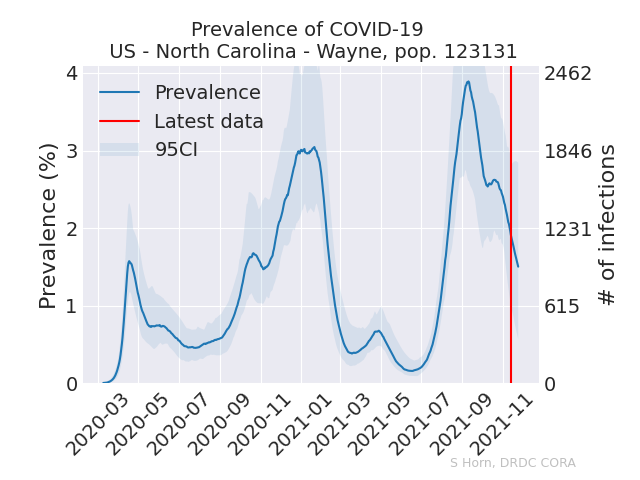 Prevalence of COVID-19
US - North Carolina - Wayne, pop. 123131
Prevalence
Latest data
95CI
Prevalence (%)
4
3
2
1
0
2462
1846
1231
615
0
# of infections
2020-03
2020-05
2020-07
2020-09
2020-11
2021-01
2021-03
2021-05
2021-07
2021-09
2021-11
S Horn, DRDC CORA